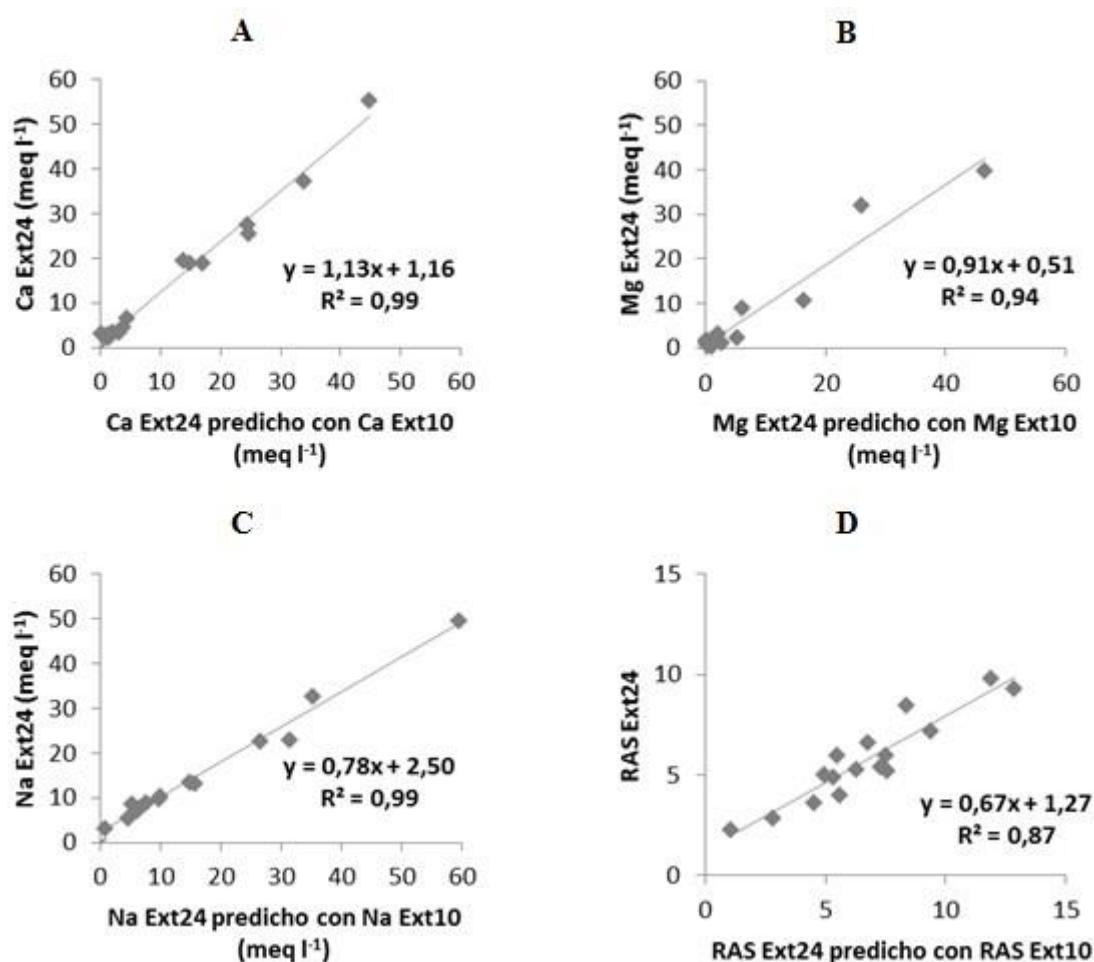 A
60
50
40
30
20
10
0
Ca Ext24 (meq l⁻¹)
y = 1,13x + 1,16
R² = 0,99
0 10 20 30 40 50 60
Ca Ext24 predicho con Ca Ext10
(meq l⁻¹)
B
60
50
40
30
20
10
0
Mg Ext24 (meq l⁻¹)
y = 0,91x + 0,51
R² = 0,94
0 20 40 60
Mg Ext24 predicho con Mg Ext10
(meq l⁻¹)
C
60
50
40
30
20
10
0
Na Ext24 (meq l⁻¹)
y = 0,78x + 2,50
R² = 0,99
0 10 20 30 40 50 60
Na Ext24 predicho con Na Ext10
(meq l⁻¹)
D
15
10
5
0
RAS Ext24
y = 0,67x + 1,27
R² = 0,87
0 5 10 15
RAS Ext24 predicho con RAS Ext10